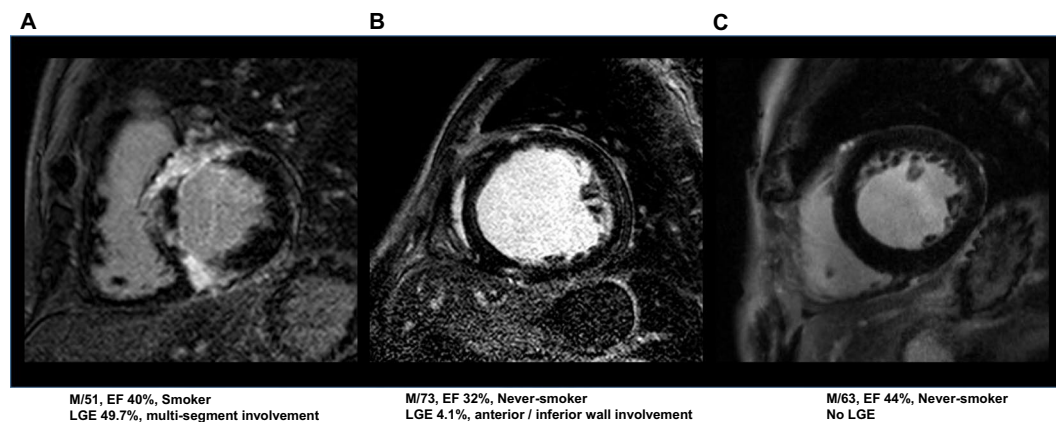 A
B
C
M/51, EF 40%, Smoker
LGE 49.7%, multi-segment involvement
M/73, EF 32%, Never-smoker
LGE 4.1%, anterior / inferior wall involvement
M/63, EF 44%, Never-smoker
No LGE